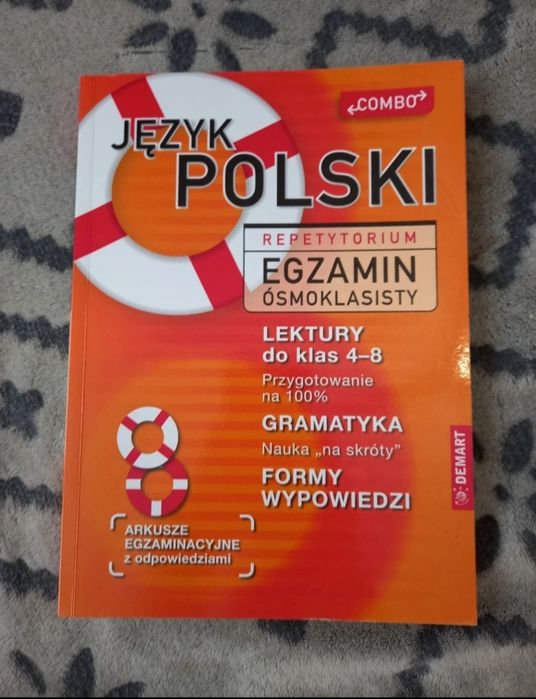 COMBO
JĘZYK
POLSKI
REPETYTORIUM
EGZAMIN
ÓSMOKLASISTY
LEKTURY
do klas 4–8
Przygotowanie
na 100%
GRAMATYKA
Nauka „na skróty”
FORMY
WYPOWIEDZI
8
ARKUSZE
EGZAMINACYJNE
z odpowiedziami
DEMART